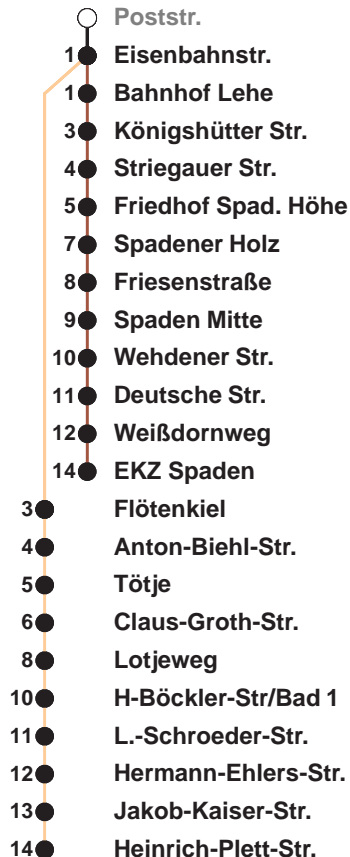 Poststr.
1 Eisenbahnstr.
1 Bahnhof Lehe
3 Königshütter Str.
4 Striegauer Str.
5 Friedhof Spad. Höhe
7 Spadener Holz
8 Friesenstraße
9 Spaden Mitte
10 Wehdener Str.
11 Deutsche Str.
12 Weißdornweg
14 EKZ Spaden
3 Flötenkiel
4 Anton-Biehl-Str.
5 Tötje
6 Claus-Groth-Str.
8 Lotjeweg
10 H-Böckler-Str/Bad 1
11 L.-Schroeder-Str.
12 Hermann-Ehlers-Str.
13 Jakob-Kaiser-Str.
14 Heinrich-Plett-Str.